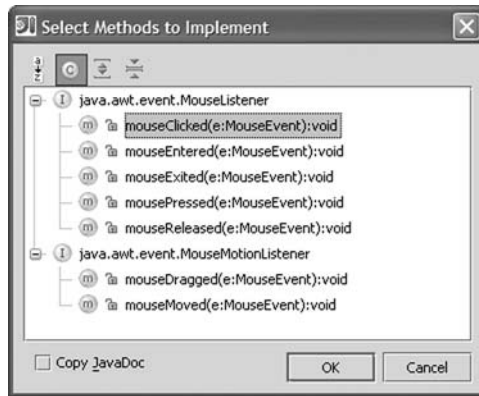 Select Methods to Implement
java.awt.event.MouseListener
mouseClicked(e:MouseEvent):void
mouseEntered(e:MouseEvent):void
mouseExited(e:MouseEvent):void
mousePressed(e:MouseEvent):void
mouseReleased(e:MouseEvent):void
java.awt.event.MouseMotionListener
mouseDragged(e:MouseEvent):void
mouseMoved(e:MouseEvent):void
Copy JavaDoc
OK
Cancel